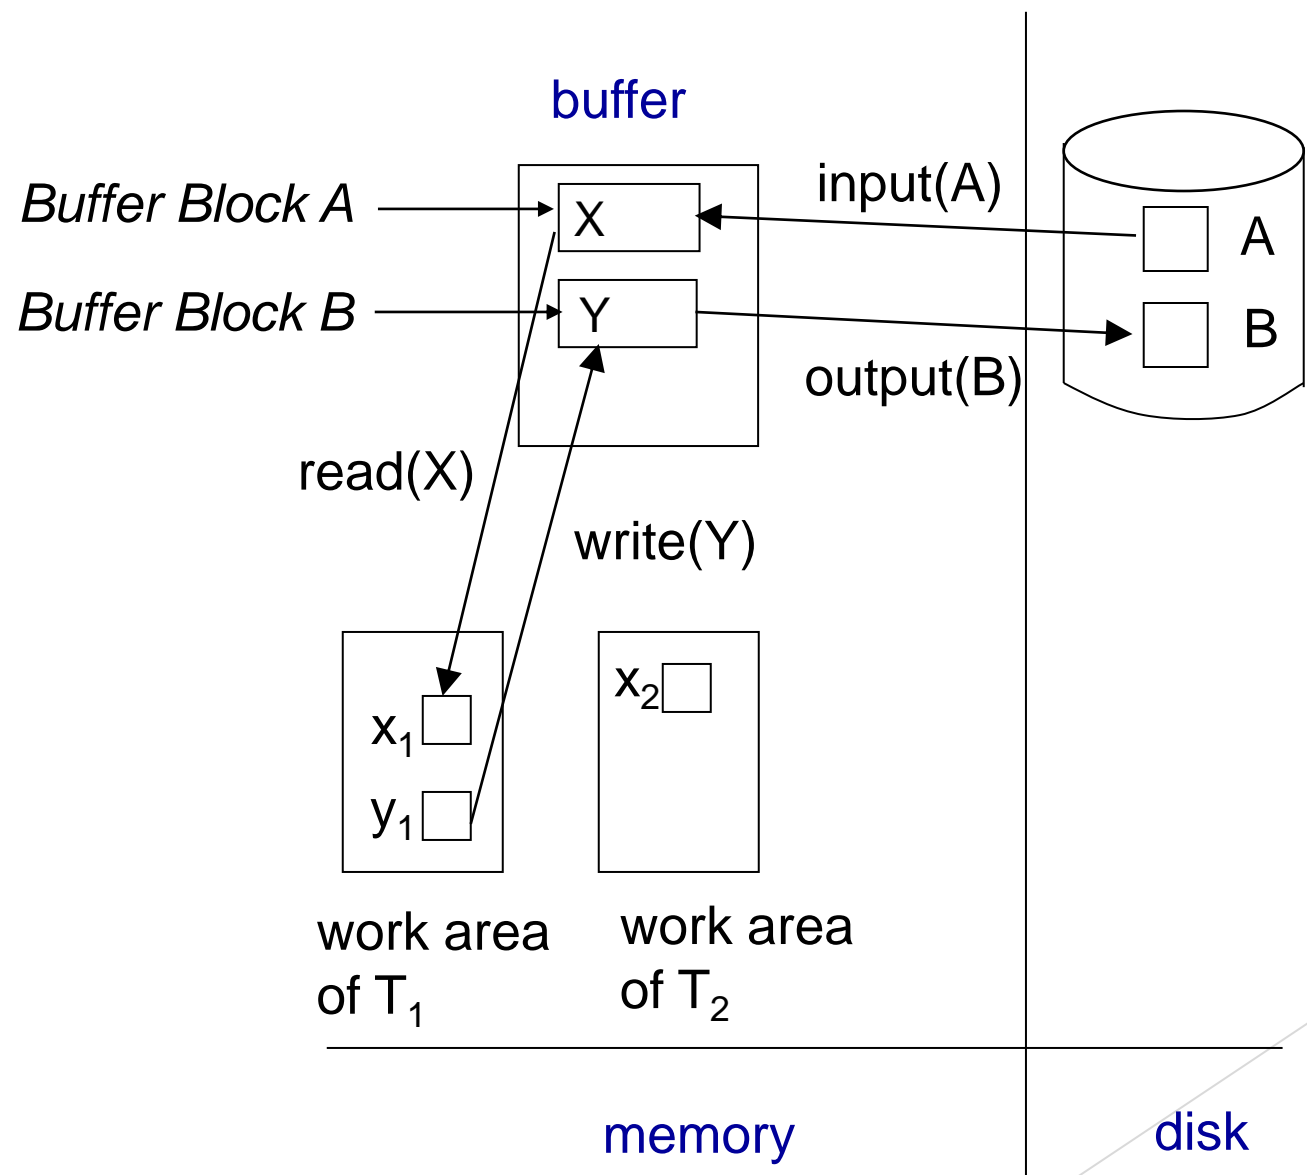 buffer
Buffer Block A
X
input(A)
A
Buffer Block B
Y
B
output(B)
read(X)
write(Y)
x₂
x₁
y₁
work area
of T₁
work area
of T₂
memory
disk